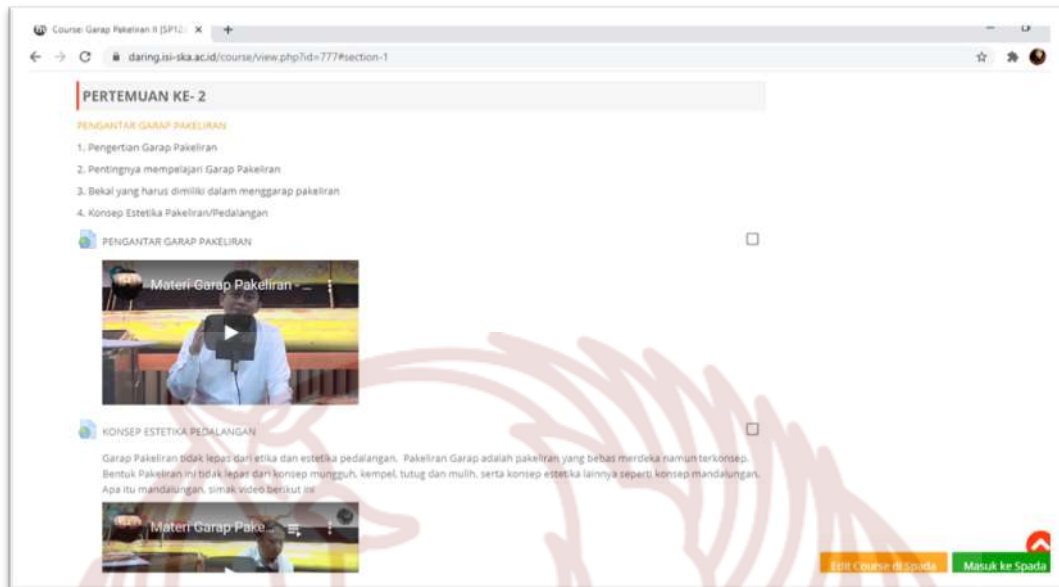 Course: Garap Pakeliran II [SP12
daring.isi-ska.ac.id/course/view.php?id=777#section-1
PERTEMUAN KE- 2
PENGANTAR GARAP PAKELIRAN
1. Pengertian Garap Pakeliran
2. Pentingnya mempelajari Garap Pakeliran
3. Bekal yang harus dimiliki dalam menggarap pakeliran
4. Konsep Estetika Pakeliran/Pedalangan
PENGANTAR GARAP PAKELIRAN
Materi Garap Pakeliran - ...
KONSEP ESTETIKA PEDALANGAN
Garap Pakeliran tidak lepas dari etika dan estetika pedalangan. Pakeliran Garap adalah pakeliran yang bebas merdeka namun terkonsep.
Bentuk Pakeliran ini tidak lepas dari konsep mungguh, kempel, tutug dan mulih, serta konsep estetika lainnya seperti konsep mandalungan.
Apa itu mandalungan, simak video berikut ini
Materi Garap Pake...
Edit Course di Spada
Masuk ke Spada